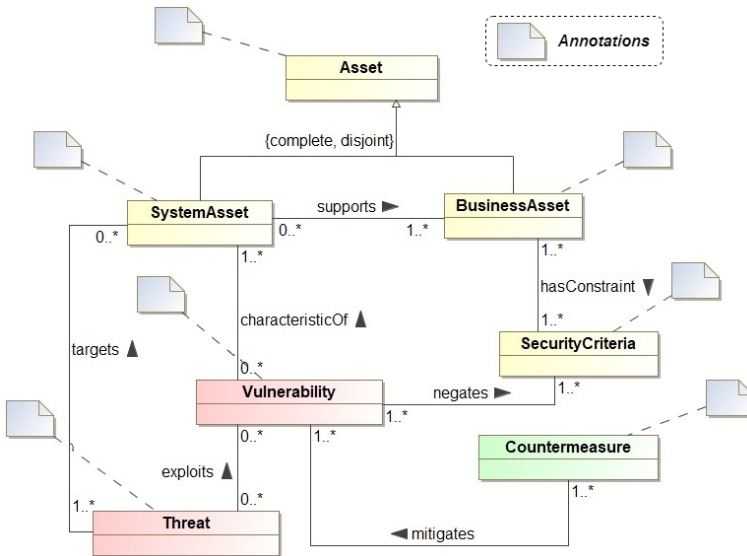 Annotations
Asset
{complete, disjoint}
SystemAsset
supports
BusinessAsset
0..*
0..*
1..*
1..*
1..*
hasConstraint
characteristicOf
targets
1..*
SecurityCriteria
0..*
Vulnerability
negates
1..*
1..*
0..*
1..*
Countermeasure
exploits
0..*
1..*
1..*
Threat
mitigates